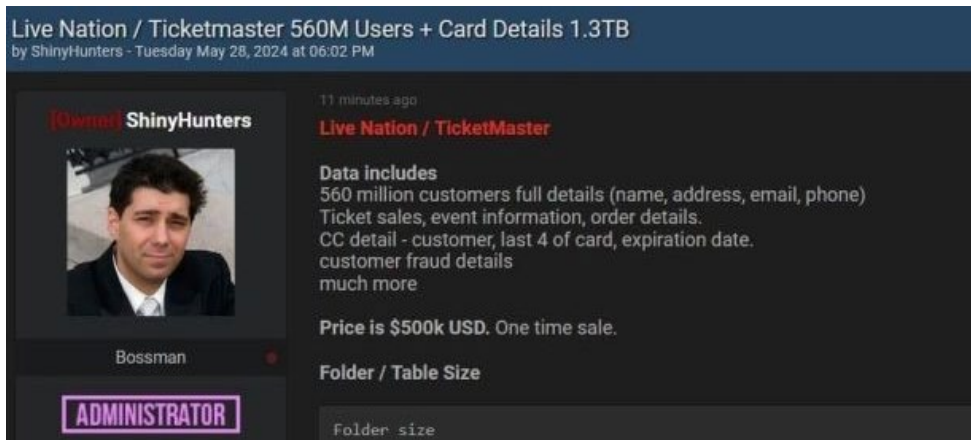 Live Nation / Ticketmaster 560M Users + Card Details 1.3TB
by ShinyHunters - Tuesday May 28, 2024 at 06:02 PM
[Owner] ShinyHunters
Bossman
ADMINISTRATOR
11 minutes ago
Live Nation / TicketMaster
Data includes
560 million customers full details (name, address, email, phone)
Ticket sales, event information, order details.
CC detail - customer, last 4 of card, expiration date.
customer fraud details
much more
Price is $500k USD. One time sale.
Folder / Table Size
Folder size